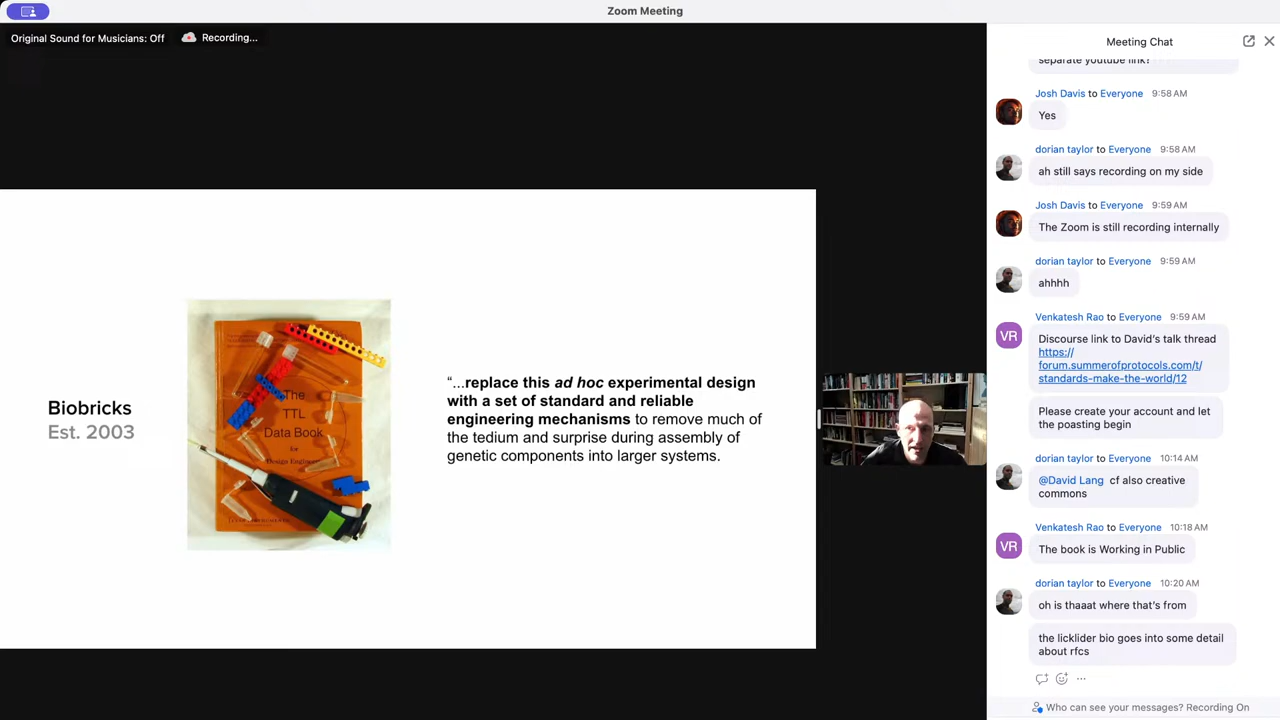 Zoom Meeting
Original Sound for Musicians: Off
Recording...
Biobricks
Est. 2003
The
TTL
Data Book
for
Design Engine
"...replace this ad hoc experimental design
with a set of standard and reliable
engineering mechanisms to remove much of
the tedium and surprise during assembly of
genetic components into larger systems.
Meeting Chat
separate youtube link?
Josh Davis to Everyone 9:58 AM
Yes
dorian taylor to Everyone 9:58 AM
ah still says recording on my side
Josh Davis to Everyone 9:59 AM
The Zoom is still recording internally
dorian taylor to Everyone 9:59 AM
ahhhh
Venkatesh Rao to Everyone 9:59 AM
VR
Discourse link to David's talk thread
https://
forum.summerofprotocols.com/t/
standards-make-the-world/12
Please create your account and let
the poasting begin
dorian taylor to Everyone 10:14 AM
@David Lang cf also creative
commons
Venkatesh Rao to Everyone 10:18 AM
VR
The book is Working in Public
dorian taylor to Everyone 10:20 AM
oh is thaaat where that's from
the licklider bio goes into some detail
about rfcs
Who can see your messages? Recording On